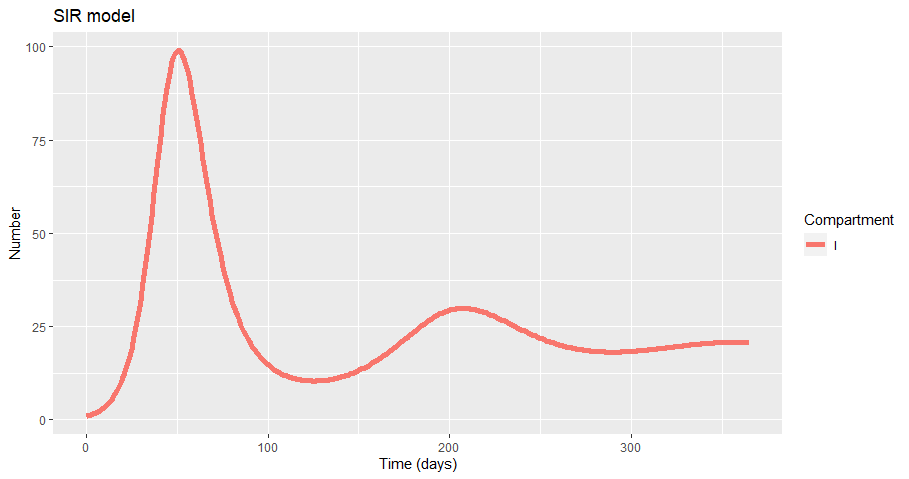 SIR model
Number
100
75
50
25
0
0 100 200 300
Time (days)
Compartment
I